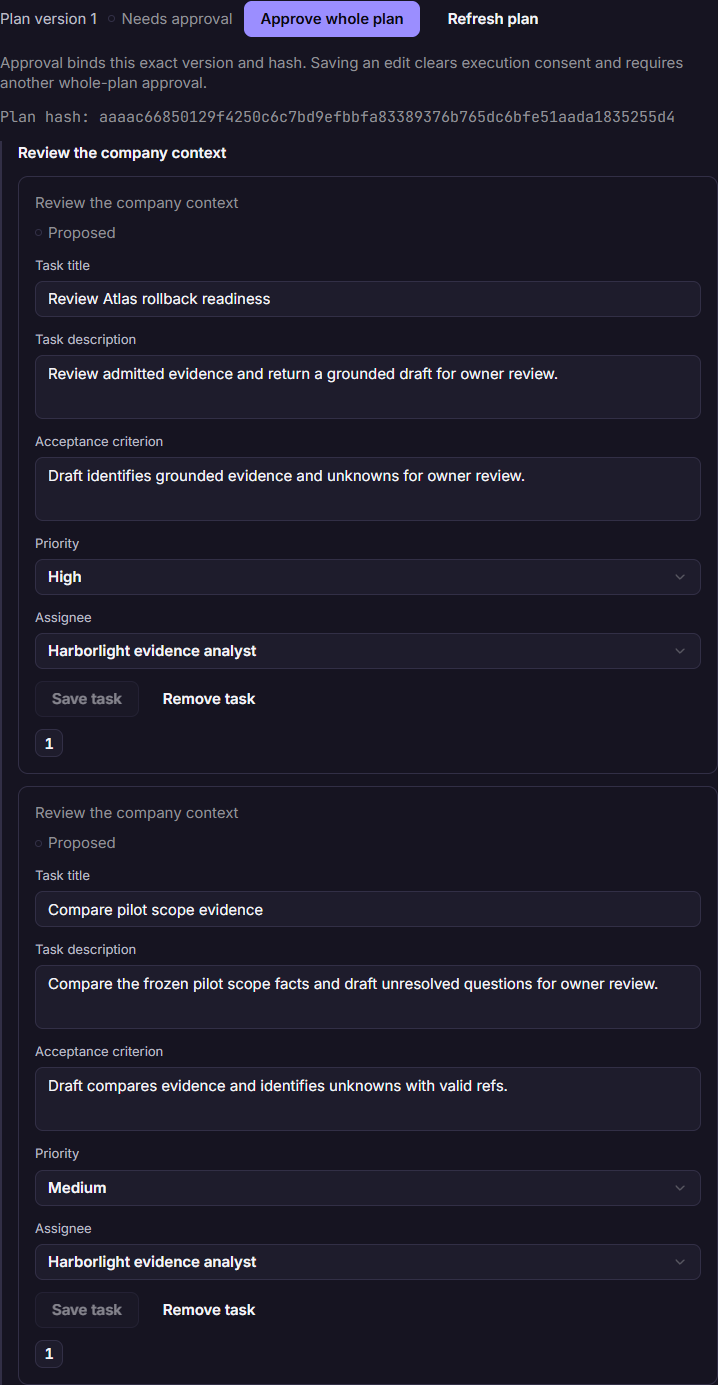 Plan version 1 Needs approval Approve whole plan Refresh plan
Approval binds this exact version and hash. Saving an edit clears execution consent and requires
another whole-plan approval.
Plan hash: aaaac66850129f4250c6c7bd9efbbfa83389376b765dc6bfe51aada1835255d4
Review the company context
Review the company context
Proposed
Task title
Review Atlas rollback readiness
Task description
Review admitted evidence and return a grounded draft for owner review.
Acceptance criterion
Draft identifies grounded evidence and unknowns for owner review.
Priority
High
Assignee
Harborlight evidence analyst
Save task Remove task
1
Review the company context
Proposed
Task title
Compare pilot scope evidence
Task description
Compare the frozen pilot scope facts and draft unresolved questions for owner review.
Acceptance criterion
Draft compares evidence and identifies unknowns with valid refs.
Priority
Medium
Assignee
Harborlight evidence analyst
Save task Remove task
1